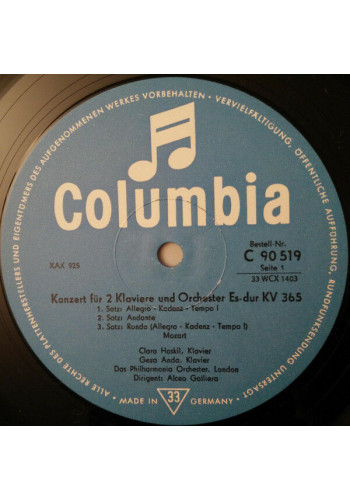 ALLE RECHTE DES PLATTENHERSTELLERS UND EIGENTÜMERS DES AUFGENOMMENEN WERKES VORBEHALTEN · VERVIELFÄLTIGUNG, ÖFFENTLICHE AUFFÜHRUNG, RUNDFUNKSENDUNG UNTERSAGT
Columbia
Bestell-Nr.
C 90 519
Seite 1
33 WCX 1403
XAX 925
Konzert für 2 Klaviere und Orchester Es-dur KV 365
1. Satz: Allegro - Kadenz - Tempo I
2. Satz: Andante
3. Satz: Rondo (Allegro - Kadenz - Tempo I)
Mozart
Clara Haskil, Klavier
Geza Anda, Klavier
Das Philharmonia Orchester, London
Dirigent: Alceo Galliera
MADE IN 33 GERMANY